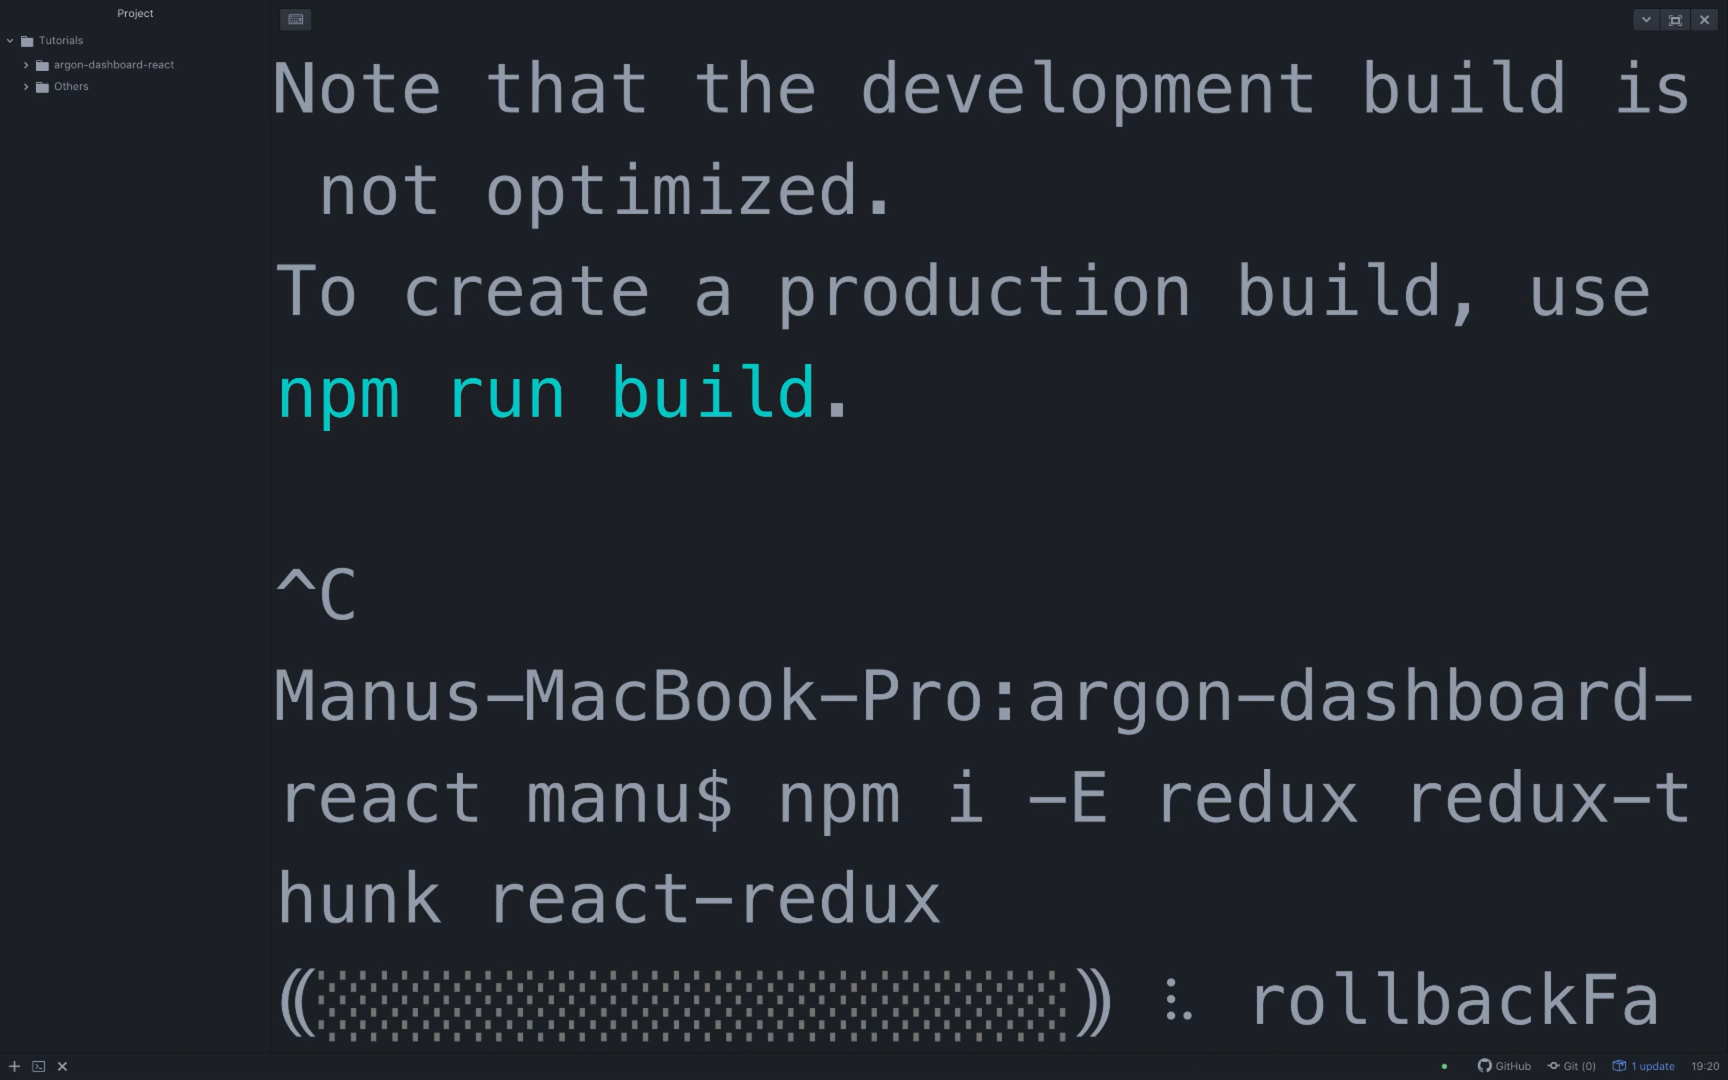 Project
Tutorials
argon-dashboard-react
Others
Note that the development build is
not optimized.
To create a production build, use
npm run build.
^C
Manus-MacBook-Pro:argon-dashboard-
react manu$ npm i -E redux redux-t
hunk react-redux
rollbackFa
GitHub
Git (0)
1 update
19:20